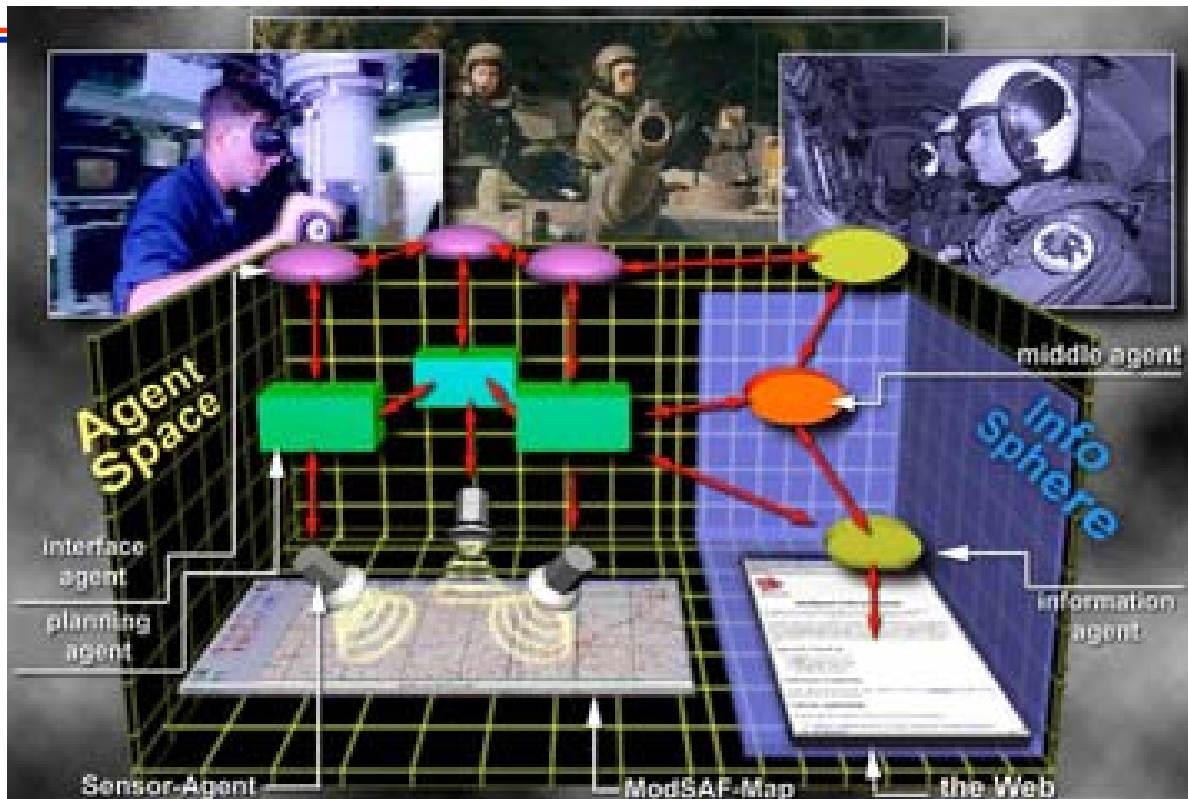 middle agent
Agent
Space
Info
Sphere
interface
agent
planning
agent
information
agent
Sensor-Agent
ModSAF-Map
the Web